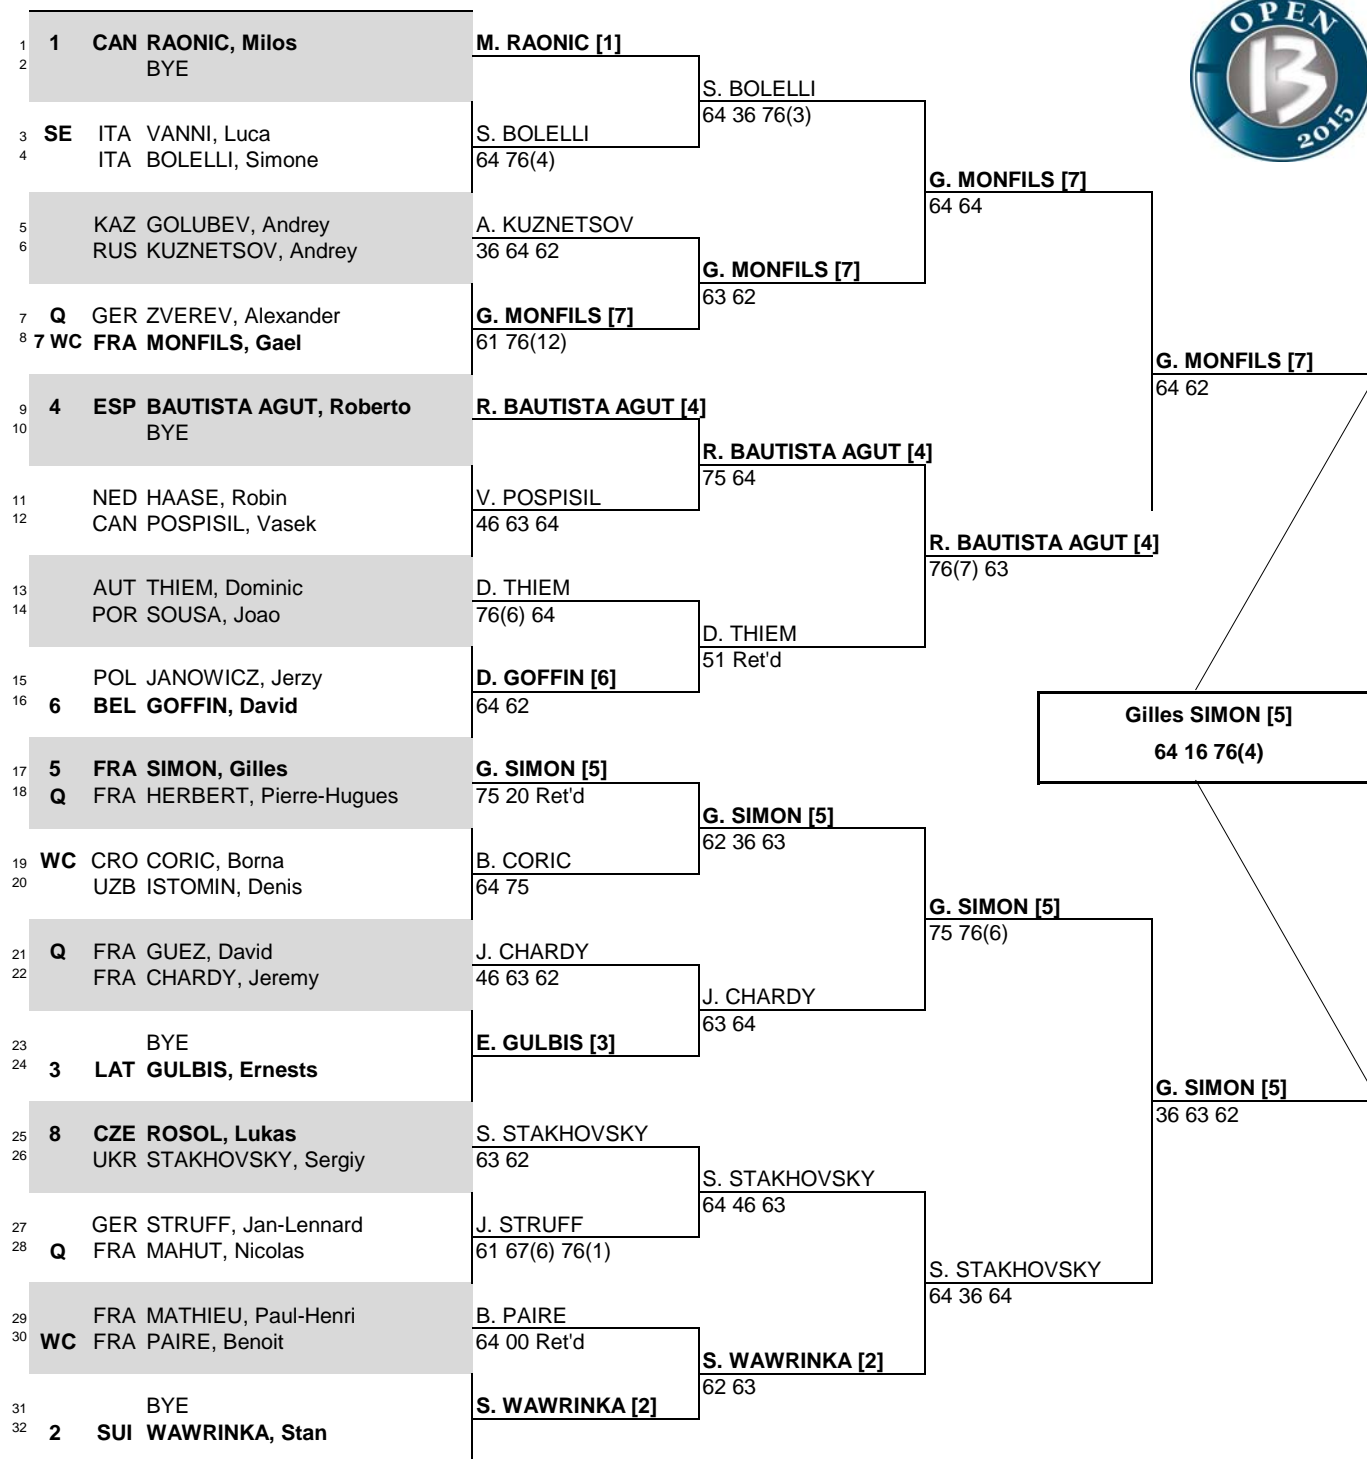 OPEN
13
2015
1 1 CAN RAONIC, Milos
2 BYE
3 SE ITA VANNI, Luca
4 ITA BOLELLI, Simone
5 KAZ GOLUBEV, Andrey
6 RUS KUZNETSOV, Andrey
7 Q GER ZVEREV, Alexander
8 7 WC FRA MONFILS, Gael
9 4 ESP BAUTISTA AGUT, Roberto
10 BYE
11 NED HAASE, Robin
12 CAN POSPISIL, Vasek
13 AUT THIEM, Dominic
14 POR SOUSA, Joao
15 POL JANOWICZ, Jerzy
16 6 BEL GOFFIN, David
17 5 FRA SIMON, Gilles
18 Q FRA HERBERT, Pierre-Hugues
19 WC CRO CORIC, Borna
20 UZB ISTOMIN, Denis
21 Q FRA GUEZ, David
22 FRA CHARDY, Jeremy
23 BYE
24 3 LAT GULBIS, Ernests
25 8 CZE ROSOL, Lukas
26 UKR STAKHOVSKY, Sergiy
27 GER STRUFF, Jan-Lennard
28 Q FRA MAHUT, Nicolas
29 FRA MATHIEU, Paul-Henri
30 WC FRA PAIRE, Benoit
31 BYE
32 2 SUI WAWRINKA, Stan
M. RAONIC [1]
S. BOLELLI
64 76(4)
A. KUZNETSOV
36 64 62
G. MONFILS [7]
61 76(12)
R. BAUTISTA AGUT [4]
V. POSPISIL
46 63 64
D. THIEM
76(6) 64
D. GOFFIN [6]
64 62
G. SIMON [5]
75 20 Ret'd
B. CORIC
64 75
J. CHARDY
46 63 62
E. GULBIS [3]
S. STAKHOVSKY
63 62
J. STRUFF
61 67(6) 76(1)
B. PAIRE
64 00 Ret'd
S. WAWRINKA [2]
S. BOLELLI
64 36 76(3)
G. MONFILS [7]
63 62
R. BAUTISTA AGUT [4]
75 64
D. THIEM
51 Ret'd
G. SIMON [5]
62 36 63
J. CHARDY
63 64
S. STAKHOVSKY
64 46 63
S. WAWRINKA [2]
62 63
G. MONFILS [7]
64 64
R. BAUTISTA AGUT [4]
76(7) 63
G. SIMON [5]
75 76(6)
S. STAKHOVSKY
64 36 64
G. MONFILS [7]
64 62
G. SIMON [5]
36 63 62
Gilles SIMON [5]
64 16 76(4)